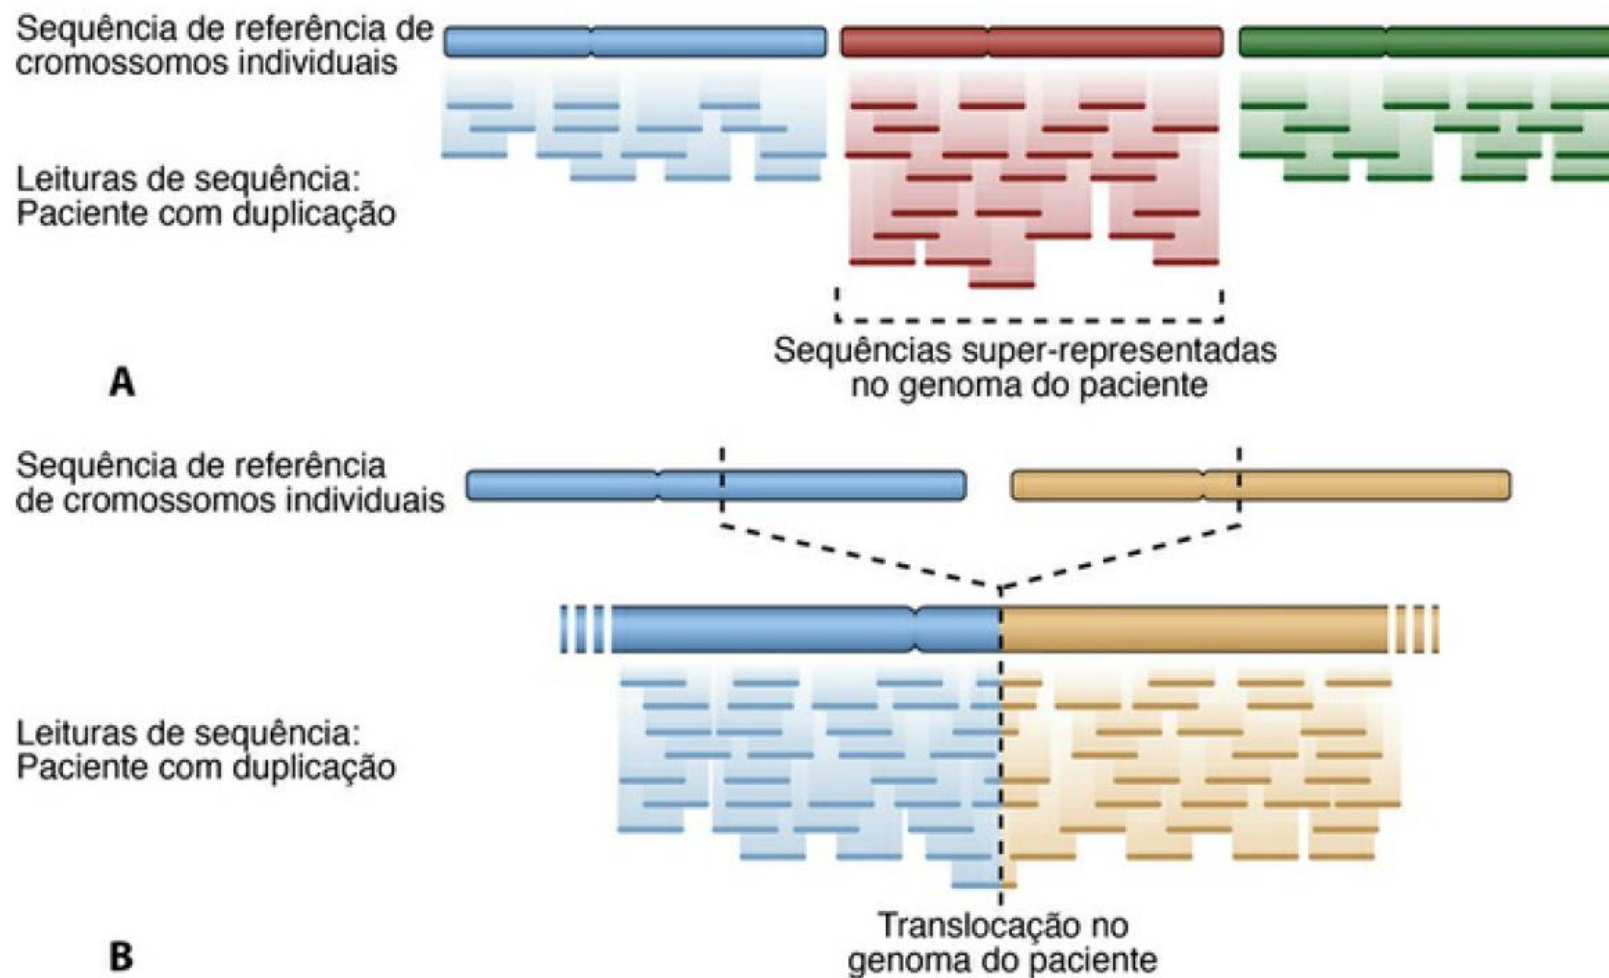 Sequência de referência de
cromossomos individuais
Leituras de sequência:
Paciente com duplicação
Sequências super-representadas
no genoma do paciente
A
Sequência de referência
de cromossomos individuais
Leituras de sequência:
Paciente com duplicação
Translocação no
genoma do paciente
B